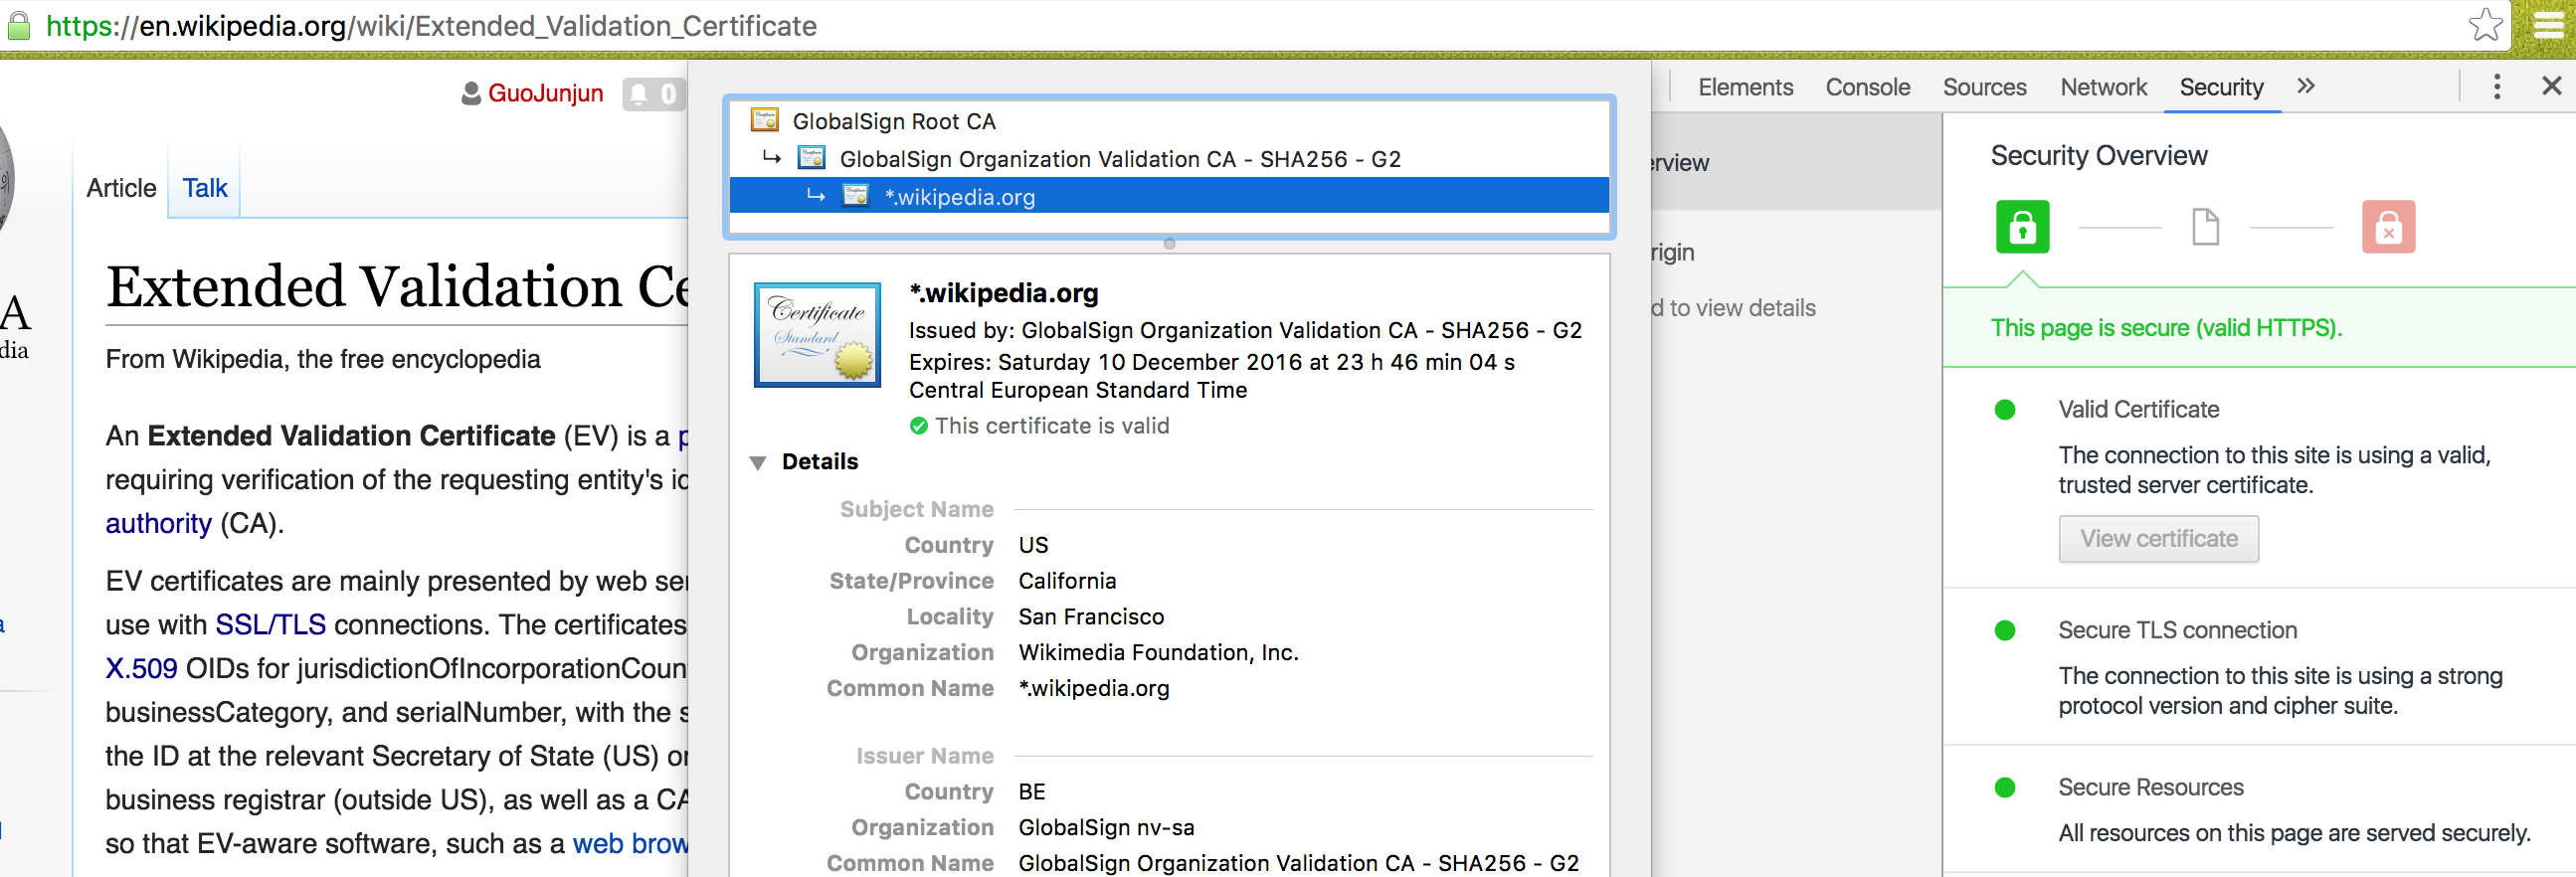 https://en.wikipedia.org/wiki/Extended_Validation_Certificate
GuoJunjun 0
A
dia
Article Talk
Extended Validation Ce
From Wikipedia, the free encyclopedia
An Extended Validation Certificate (EV) is a p
requiring verification of the requesting entity's id
authority (CA).
EV certificates are mainly presented by web ser
use with SSL/TLS connections. The certificates
X.509 OIDs for jurisdictionOfIncorporationCoun
businessCategory, and serialNumber, with the s
the ID at the relevant Secretary of State (US) or
business registrar (outside US), as well as a CA
so that EV-aware software, such as a web brow
GlobalSign Root CA
GlobalSign Organization Validation CA - SHA256 - G2
*.wikipedia.org
Certificate
Standard
*.wikipedia.org
Issued by: GlobalSign Organization Validation CA - SHA256 - G2
Expires: Saturday 10 December 2016 at 23 h 46 min 04 s
Central European Standard Time
This certificate is valid
Details
Subject Name
Country US
State/Province California
Locality San Francisco
Organization Wikimedia Foundation, Inc.
Common Name *.wikipedia.org
Issuer Name
Country BE
Organization GlobalSign nv-sa
Common Name GlobalSign Organization Validation CA - SHA256 - G2
Elements Console Sources Network Security »
erview
rigin
d to view details
Security Overview
This page is secure (valid HTTPS).
Valid Certificate
The connection to this site is using a valid,
trusted server certificate.
View certificate
Secure TLS connection
The connection to this site is using a strong
protocol version and cipher suite.
Secure Resources
All resources on this page are served securely.